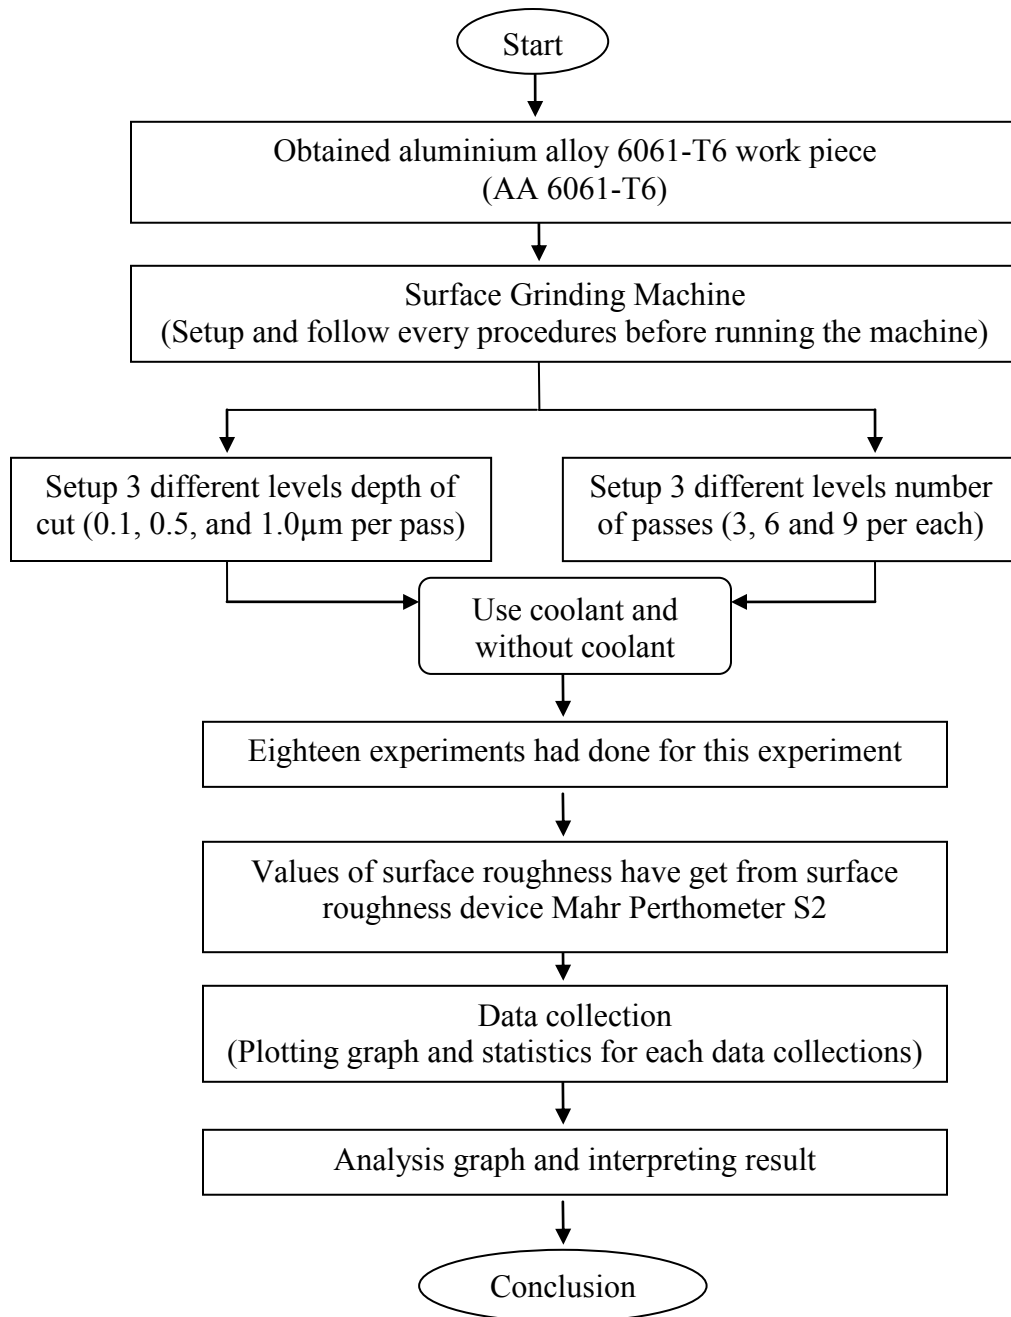 Start
Obtained aluminium alloy 6061-T6 work piece
(AA 6061-T6)
Surface Grinding Machine
(Setup and follow every procedures before running the machine)
Setup 3 different levels depth of
cut (0.1, 0.5, and 1.0µm per pass)
Setup 3 different levels number
of passes (3, 6 and 9 per each)
Use coolant and
without coolant
Eighteen experiments had done for this experiment
Values of surface roughness have get from surface
roughness device Mahr Perthometer S2
Data collection
(Plotting graph and statistics for each data collections)
Analysis graph and interpreting result
Conclusion